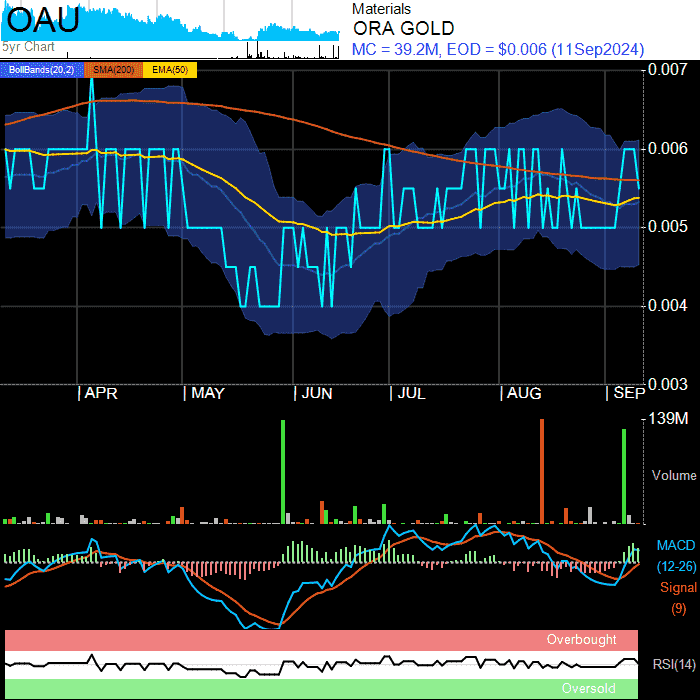 OAU
5yr Chart
Materials
ORA GOLD
MC = 39.2M, EOD = $0.006 (11Sep2024)
BollBands(20,2) SMA(200) EMA(50)
0.007
0.006
0.005
0.004
0.003
APR MAY JUN JUL AUG SEP
139M
Volume
MACD
(12-26)
Signal
(9)
Overbought
RSI(14)
Oversold